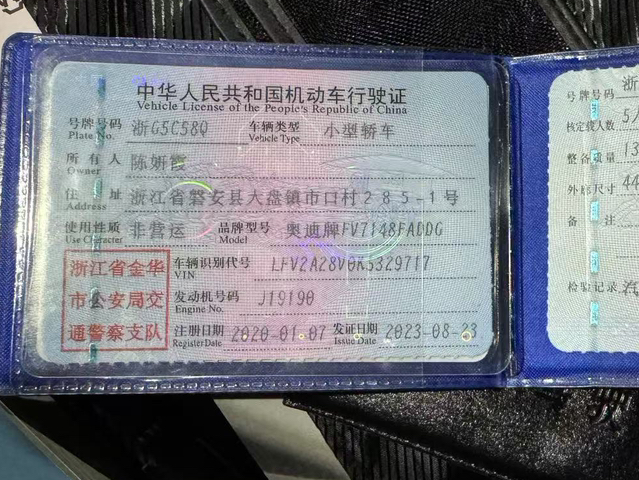 中华人民共和国机动车行驶证
Vehicle License of the People's Republic of China
号牌号码 浙G5C58Q 车辆类型 小型轿车
Plate No. Vehicle Type
所有人 陈妍霞
Owner
住址 浙江省磐安县大盘镇市口村285-1号
Address
使用性质 非营运 品牌型号 奥迪牌FV7148FADDG
Use Character Model
浙江省金华市公安局交通警察支队
车辆识别代号 LFV2A28V0K5329717
VIN
发动机号码 J19190
Engine No.
注册日期 2020-01-07 发证日期 2023-08-23
Register Date Issue Date
号牌号码 浙
核定载人数 5人
整备质量 13
外廓尺寸 44
备注
检验记录 汽